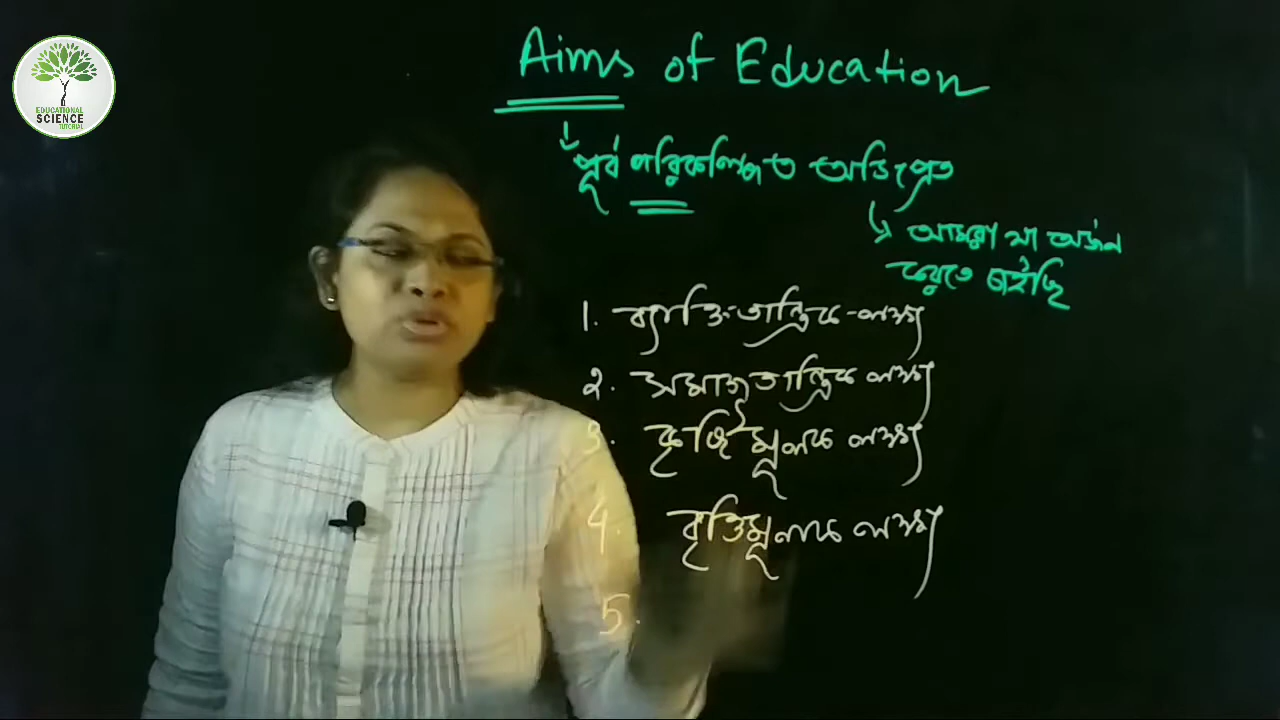 EDUCATIONAL
SCIENCE
TUTORIAL
Aims of Education
পূর্ব পরিকল্পিত অভিপ্রেত
আমরা যা অর্জন
করতে চাইছি
1. ব্যক্তিতান্ত্রিক লক্ষ্য
2. সমাজতান্ত্রিক লক্ষ্য
3. কৃষ্টিমূলক লক্ষ্য
4. বৃত্তিমূলক লক্ষ্য
5.